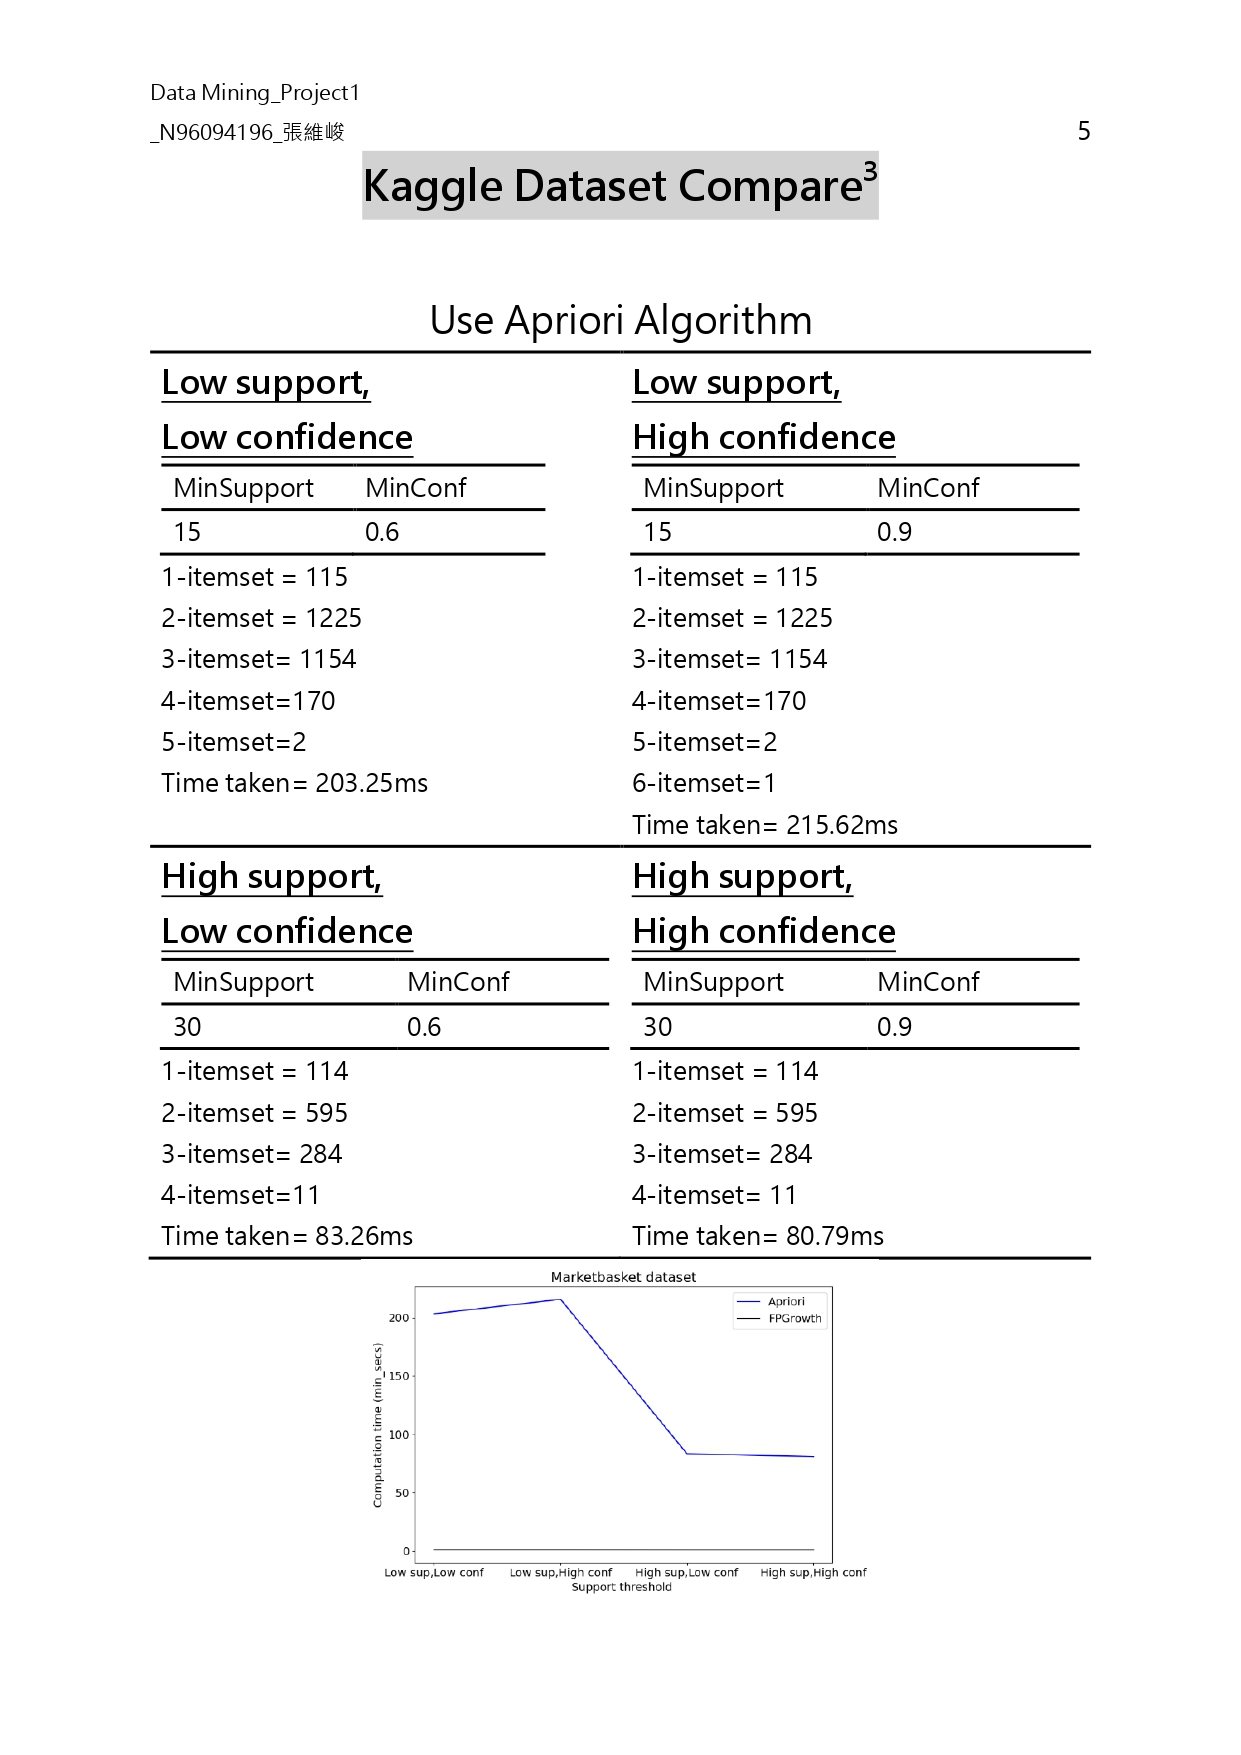 Data Mining_Project1
_N96094196_張維峻
5
Kaggle Dataset Compare3
Use Apriori Algorithm
Low support,
Low confidence
MinSupport MinConf
15 0.6
1-itemset = 115
2-itemset = 1225
3-itemset= 1154
4-itemset=170
5-itemset=2
Time taken= 203.25ms
Low support,
High confidence
MinSupport MinConf
15 0.9
1-itemset = 115
2-itemset = 1225
3-itemset= 1154
4-itemset=170
5-itemset=2
6-itemset=1
Time taken= 215.62ms
High support,
Low confidence
MinSupport MinConf
30 0.6
1-itemset = 114
2-itemset = 595
3-itemset= 284
4-itemset=11
Time taken= 83.26ms
High support,
High confidence
MinSupport MinConf
30 0.9
1-itemset = 114
2-itemset = 595
3-itemset= 284
4-itemset= 11
Time taken= 80.79ms
Marketbasket dataset
Apriori
FPGrowth
Computation time (min_secs)
200
150
100
50
0
Low sup,Low conf Low sup,High conf High sup,Low conf High sup,High conf
Support threshold